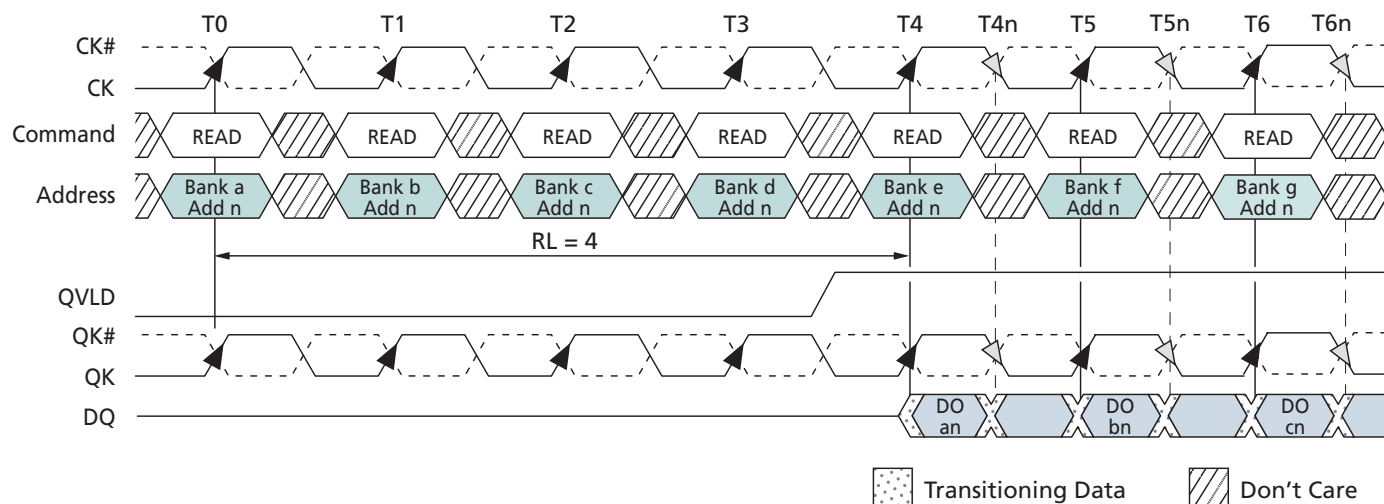 T0 T1 T2 T3 T4 T4n T5 T5n T6 T6n
CK#
CK
Command READ READ READ READ READ READ READ
Address Bank a Bank b Bank c Bank d Bank e Bank f Bank g
Add n Add n Add n Add n Add n Add n Add n
RL = 4
QVLD
QK#
QK
DQ DO DO DO
an bn cn
Transitioning Data Don't Care